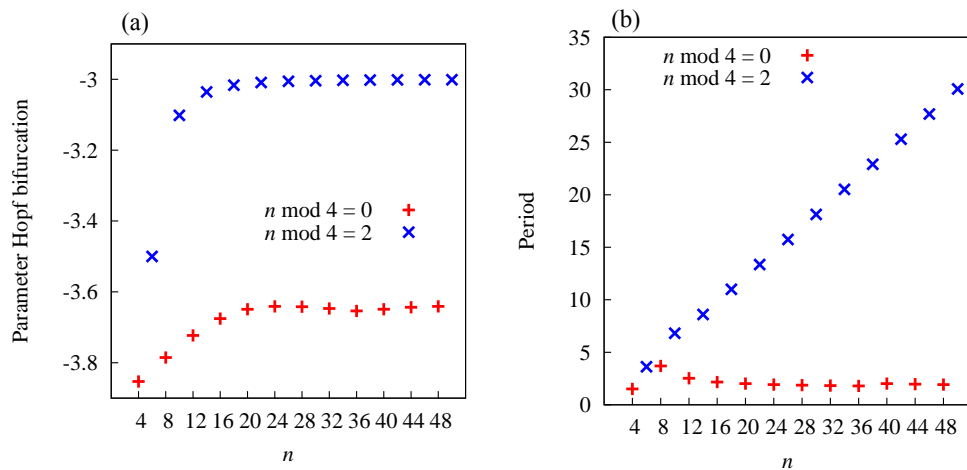 (a)
Parameter Hopf bifurcation
-3
-3.2
-3.4
-3.6
-3.8
n mod 4 = 0
n mod 4 = 2
4 8 12 16 20 24 28 32 36 40 44 48
n
(b)
Period
35
30
25
20
15
10
5
0
n mod 4 = 0
n mod 4 = 2
4 8 12 16 20 24 28 32 36 40 44 48
n